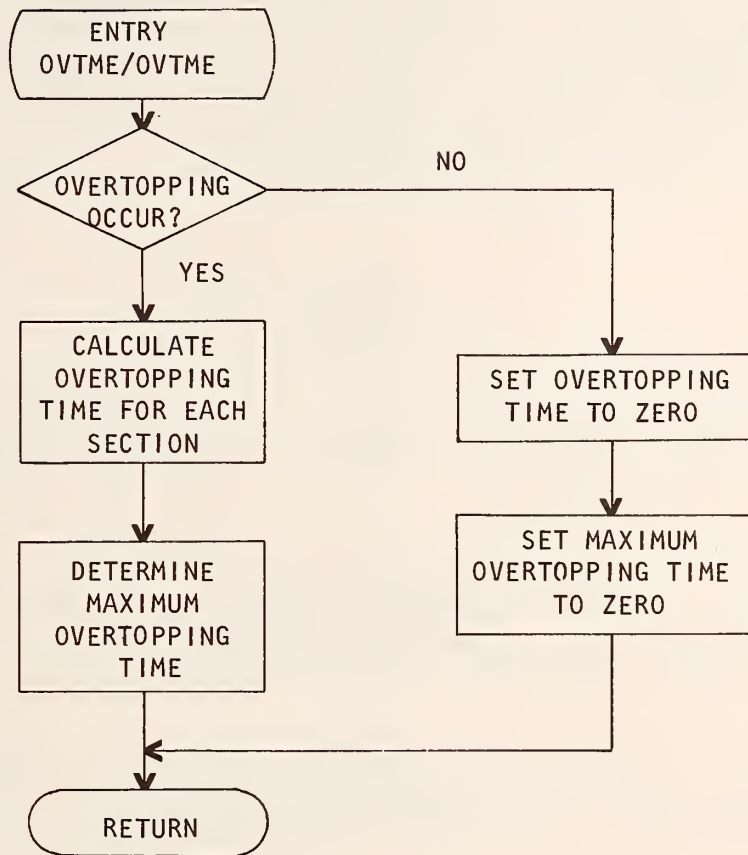 ENTRY
OVTME/OVTME
OVERTOPPING
OCCUR?
NO
YES
CALCULATE
OVERTOPPING
TIME FOR EACH
SECTION
SET OVERTOPPING
TIME TO ZERO
DETERMINE
MAXIMUM
OVERTOPPING
TIME
SET MAXIMUM
OVERTOPPING TIME
TO ZERO
RETURN